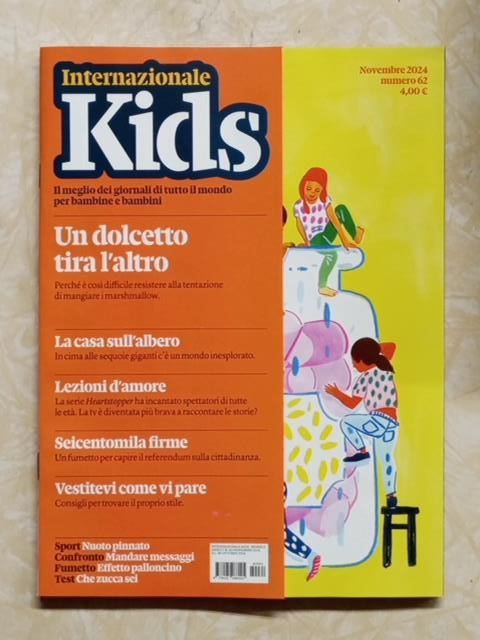 Internazionale
Kids
Il meglio dei giornali di tutto il mondo
per bambine e bambini
Novembre 2024
numero 62
4,00 €
Un dolcetto
tira l'altro
Perché è così difficile resistere alla tentazione
di mangiare i marshmallow.
La casa sull'albero
In cima alle sequoie giganti c'è un mondo inesplorato.
Lezioni d'amore
La serie Heartstopper ha incantato spettatori di tutte
le età. La tv è diventata più brava a raccontare le storie?
Seicentomila firme
Un fumetto per capire il referendum sulla cittadinanza.
Vestitevi come vi pare
Consigli per trovare il proprio stile.
Sport Nuoto pinnato
Confronto Mandare messaggi
Fumetto Effetto palloncino
Test Che zucca sei